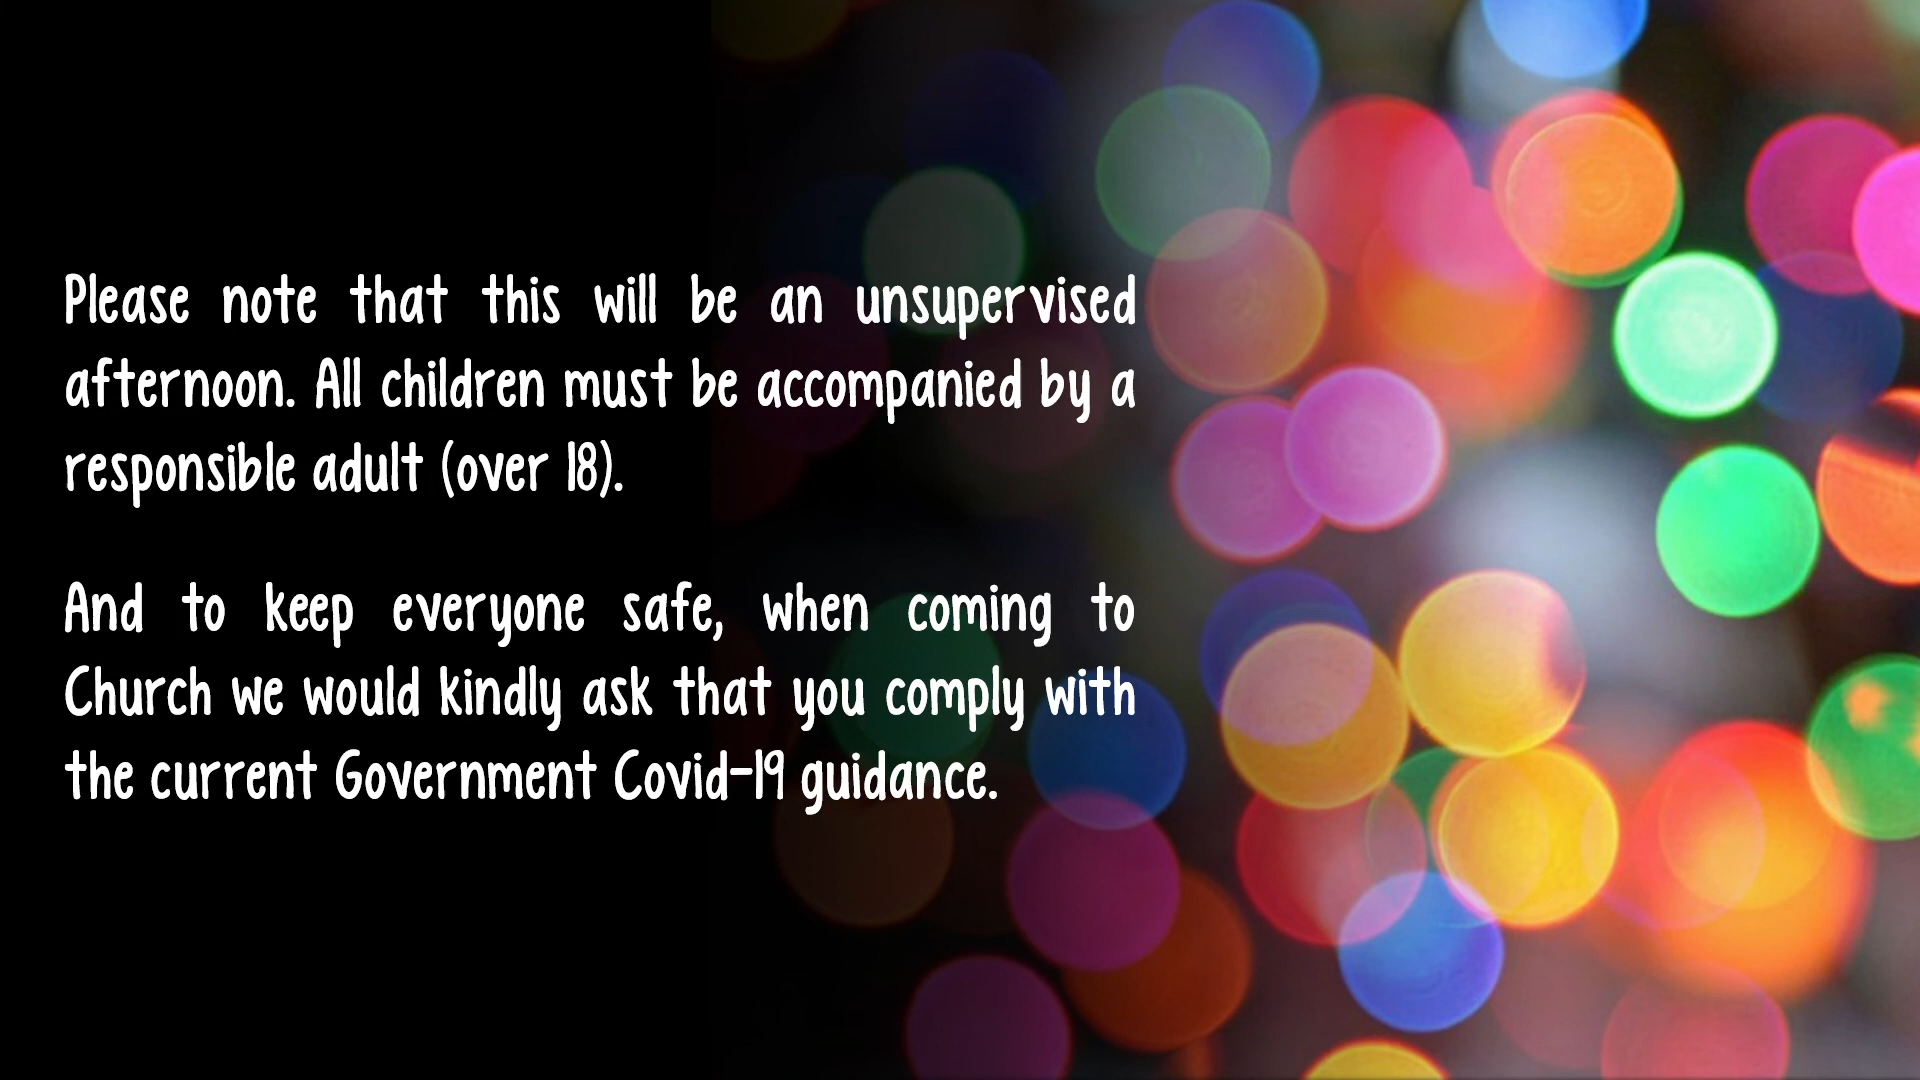 Please note that this will be an unsupervised
afternoon. All children must be accompanied by a
responsible adult (over 18).
And to keep everyone safe, when coming to
Church we would kindly ask that you comply with
the current Government Covid-19 guidance.